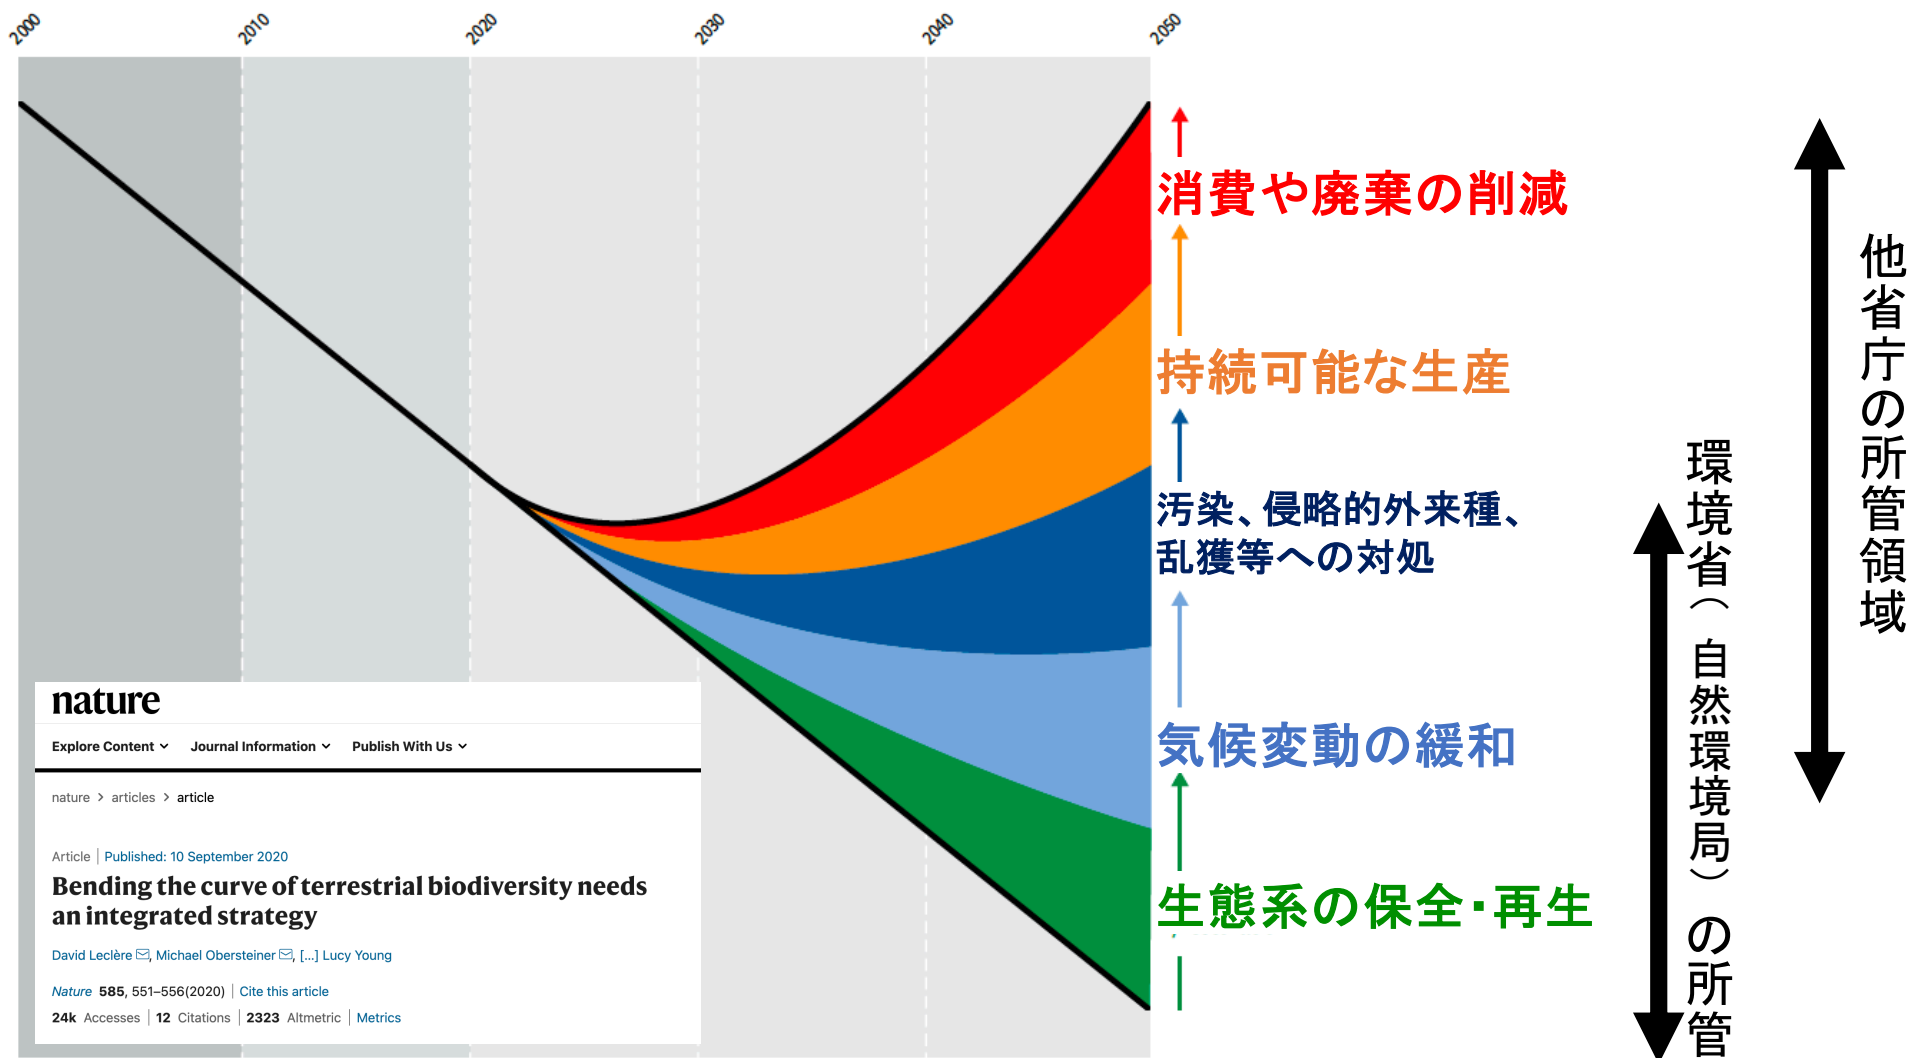 2000
2010
2020
2030
2040
2050
消費や廃棄の削減
持続可能な生産
汚染、侵略的外来種、
乱獲等への対処
気候変動の緩和
生態系の保全・再生
環境省（自然環境局）の所管
他省庁の所管領域
nature
Explore Content Journal Information Publish With Us
nature > articles > article
Article | Published: 10 September 2020
Bending the curve of terrestrial biodiversity needs
an integrated strategy
David Leclère, Michael Obersteiner, [...] Lucy Young
Nature 585, 551–556(2020) | Cite this article
24k Accesses | 12 Citations | 2323 Altmetric | Metrics